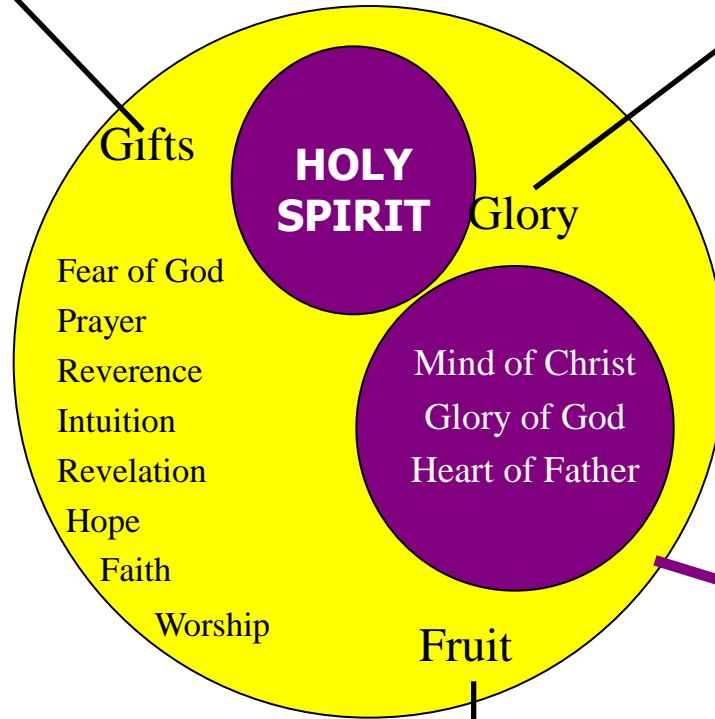 Gifts
HOLY
SPIRIT
Glory
Fear of God
Prayer
Reverence
Intuition
Revelation
Hope
Faith
Worship
Mind of Christ
Glory of God
Heart of Father
Fruit